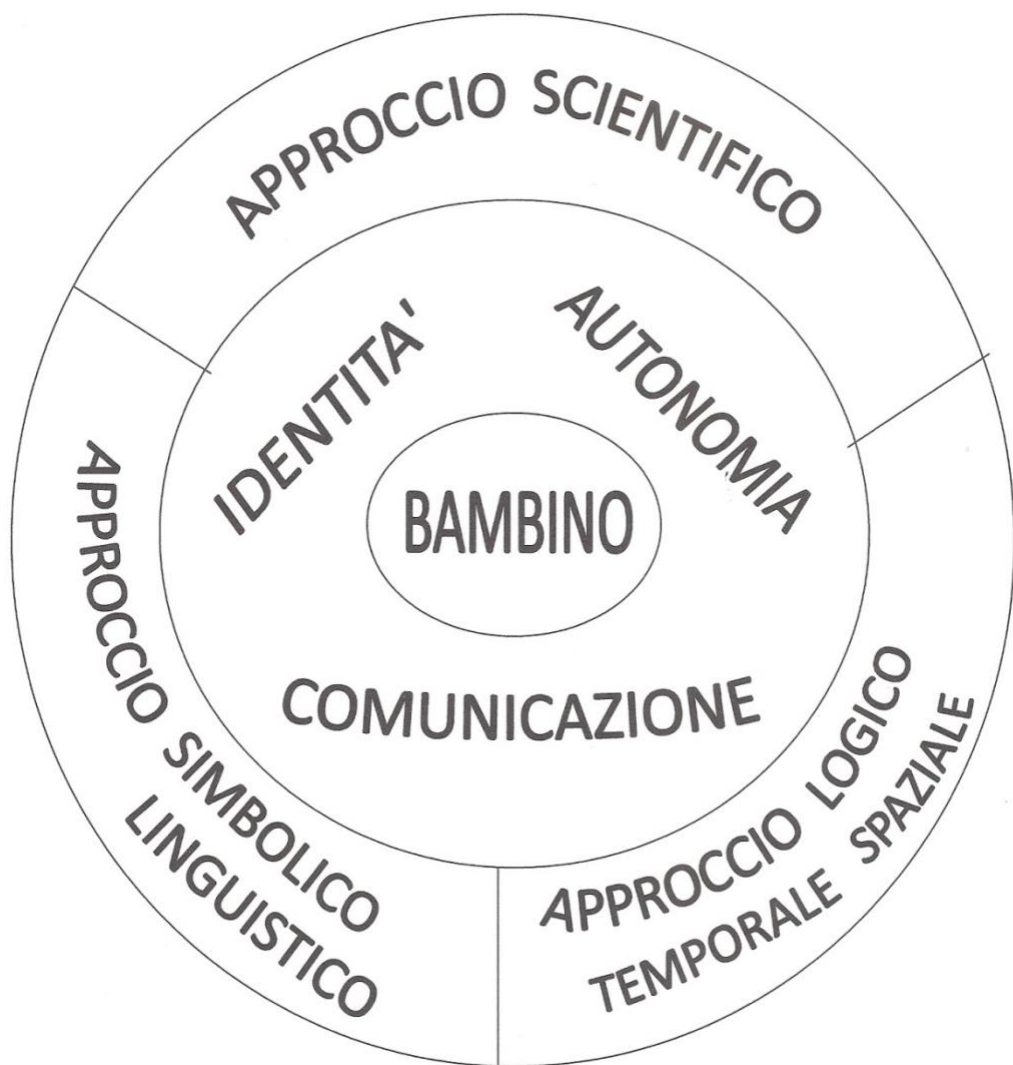 APPROCCIO SCIENTIFICO
IDENTITA'
AUTONOMIA
BAMBINO
COMUNICAZIONE
APPROCCIO SIMBOLICO
LINGUISTICO
APPROCCIO LOGICO
TEMPORALE SPAZIALE